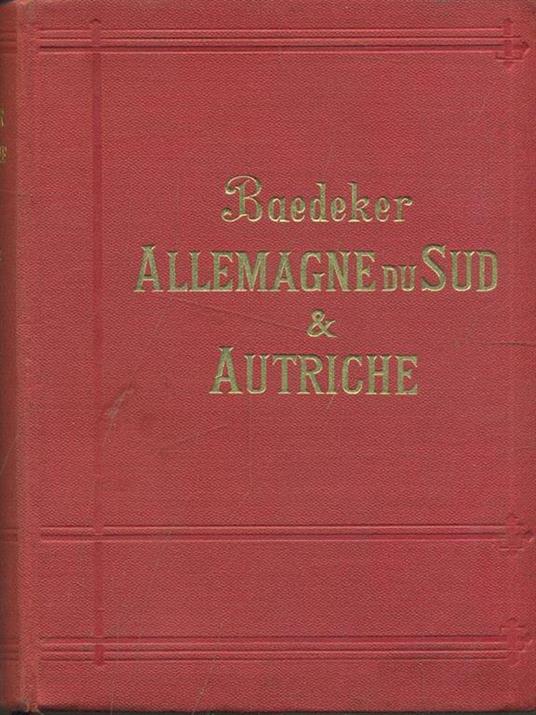 Baedeker
ALLEMAGNE DU SUD
&
AUTRICHE